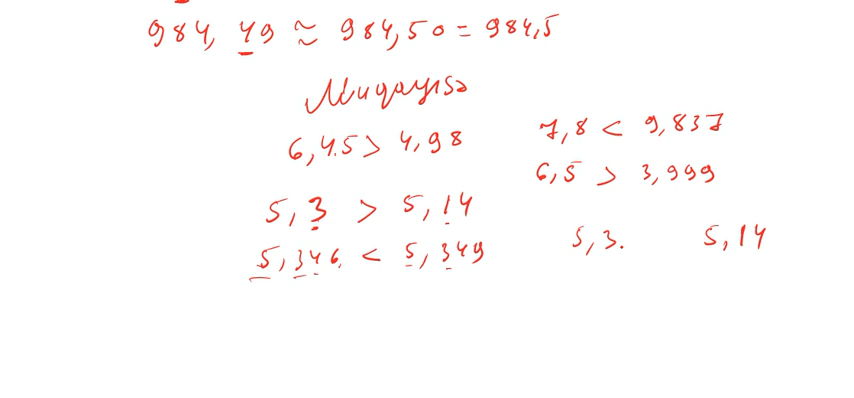 984,49 ≈ 984,50 = 984,5
Muqayisə
6,45 > 4,98
7,8 < 9,837
6,5 > 3,999
5,3 > 5,14
5,346 < 5,349
5,3. 5,14